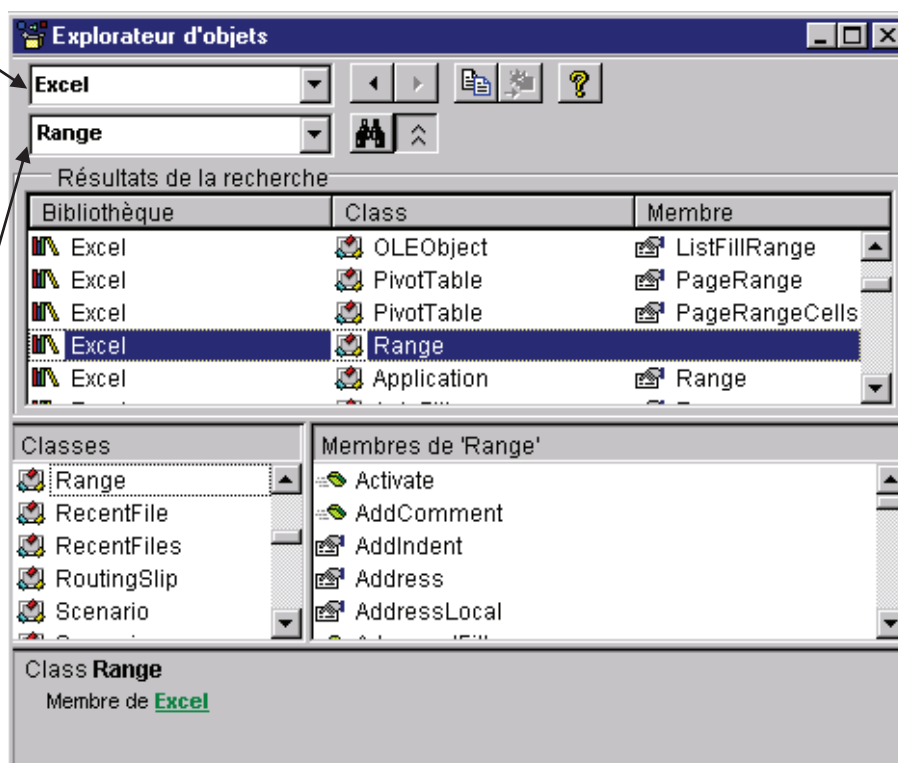 Explorateur d'objets
Excel
Range
Résultats de la recherche
Bibliothèque Class Membre
Excel OLEObject ListFillRange
Excel PivotTable PageRange
Excel PivotTable PageRangeCells
Excel Range
Excel Application Range
Classes Membres de 'Range'
Range Activate
RecentFile AddComment
RecentFiles AddIndent
RoutingSlip Address
Scenario AddressLocal
Class Range
Membre de Excel